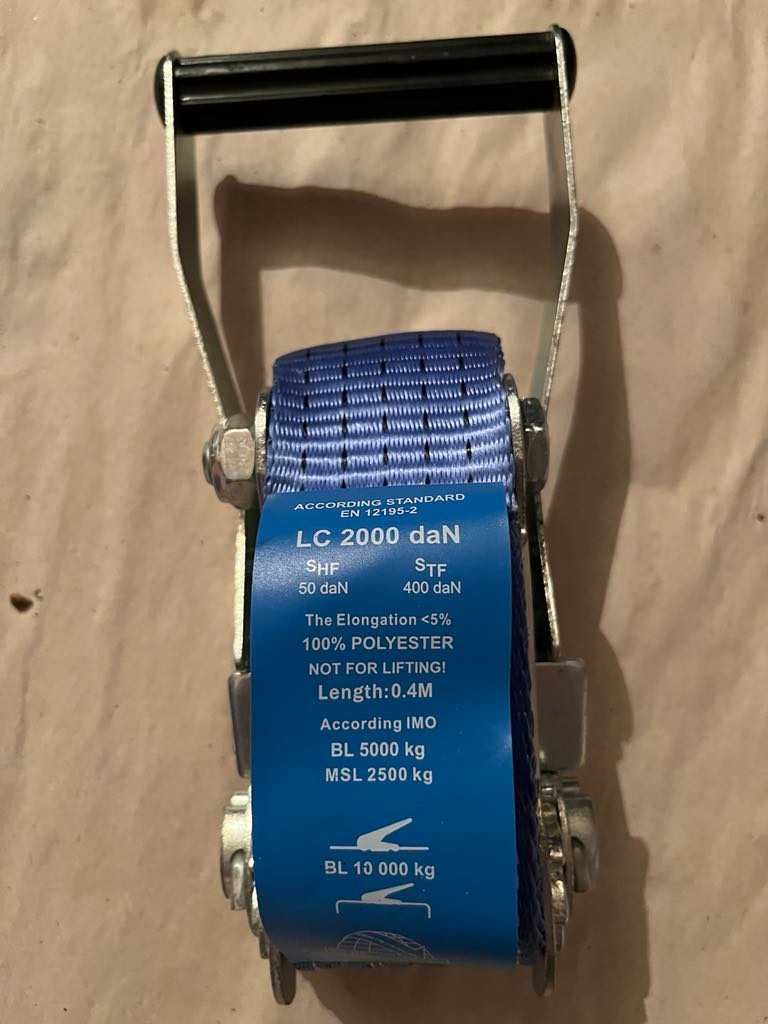 ACCORDING STANDARD
EN 12195-2
LC 2000 daN
SHF STF
50 daN 400 daN
The Elongation <5%
100% POLYESTER
NOT FOR LIFTING!
Length:0.4M
According IMO
BL 5000 kg
MSL 2500 kg
BL 10 000 kg